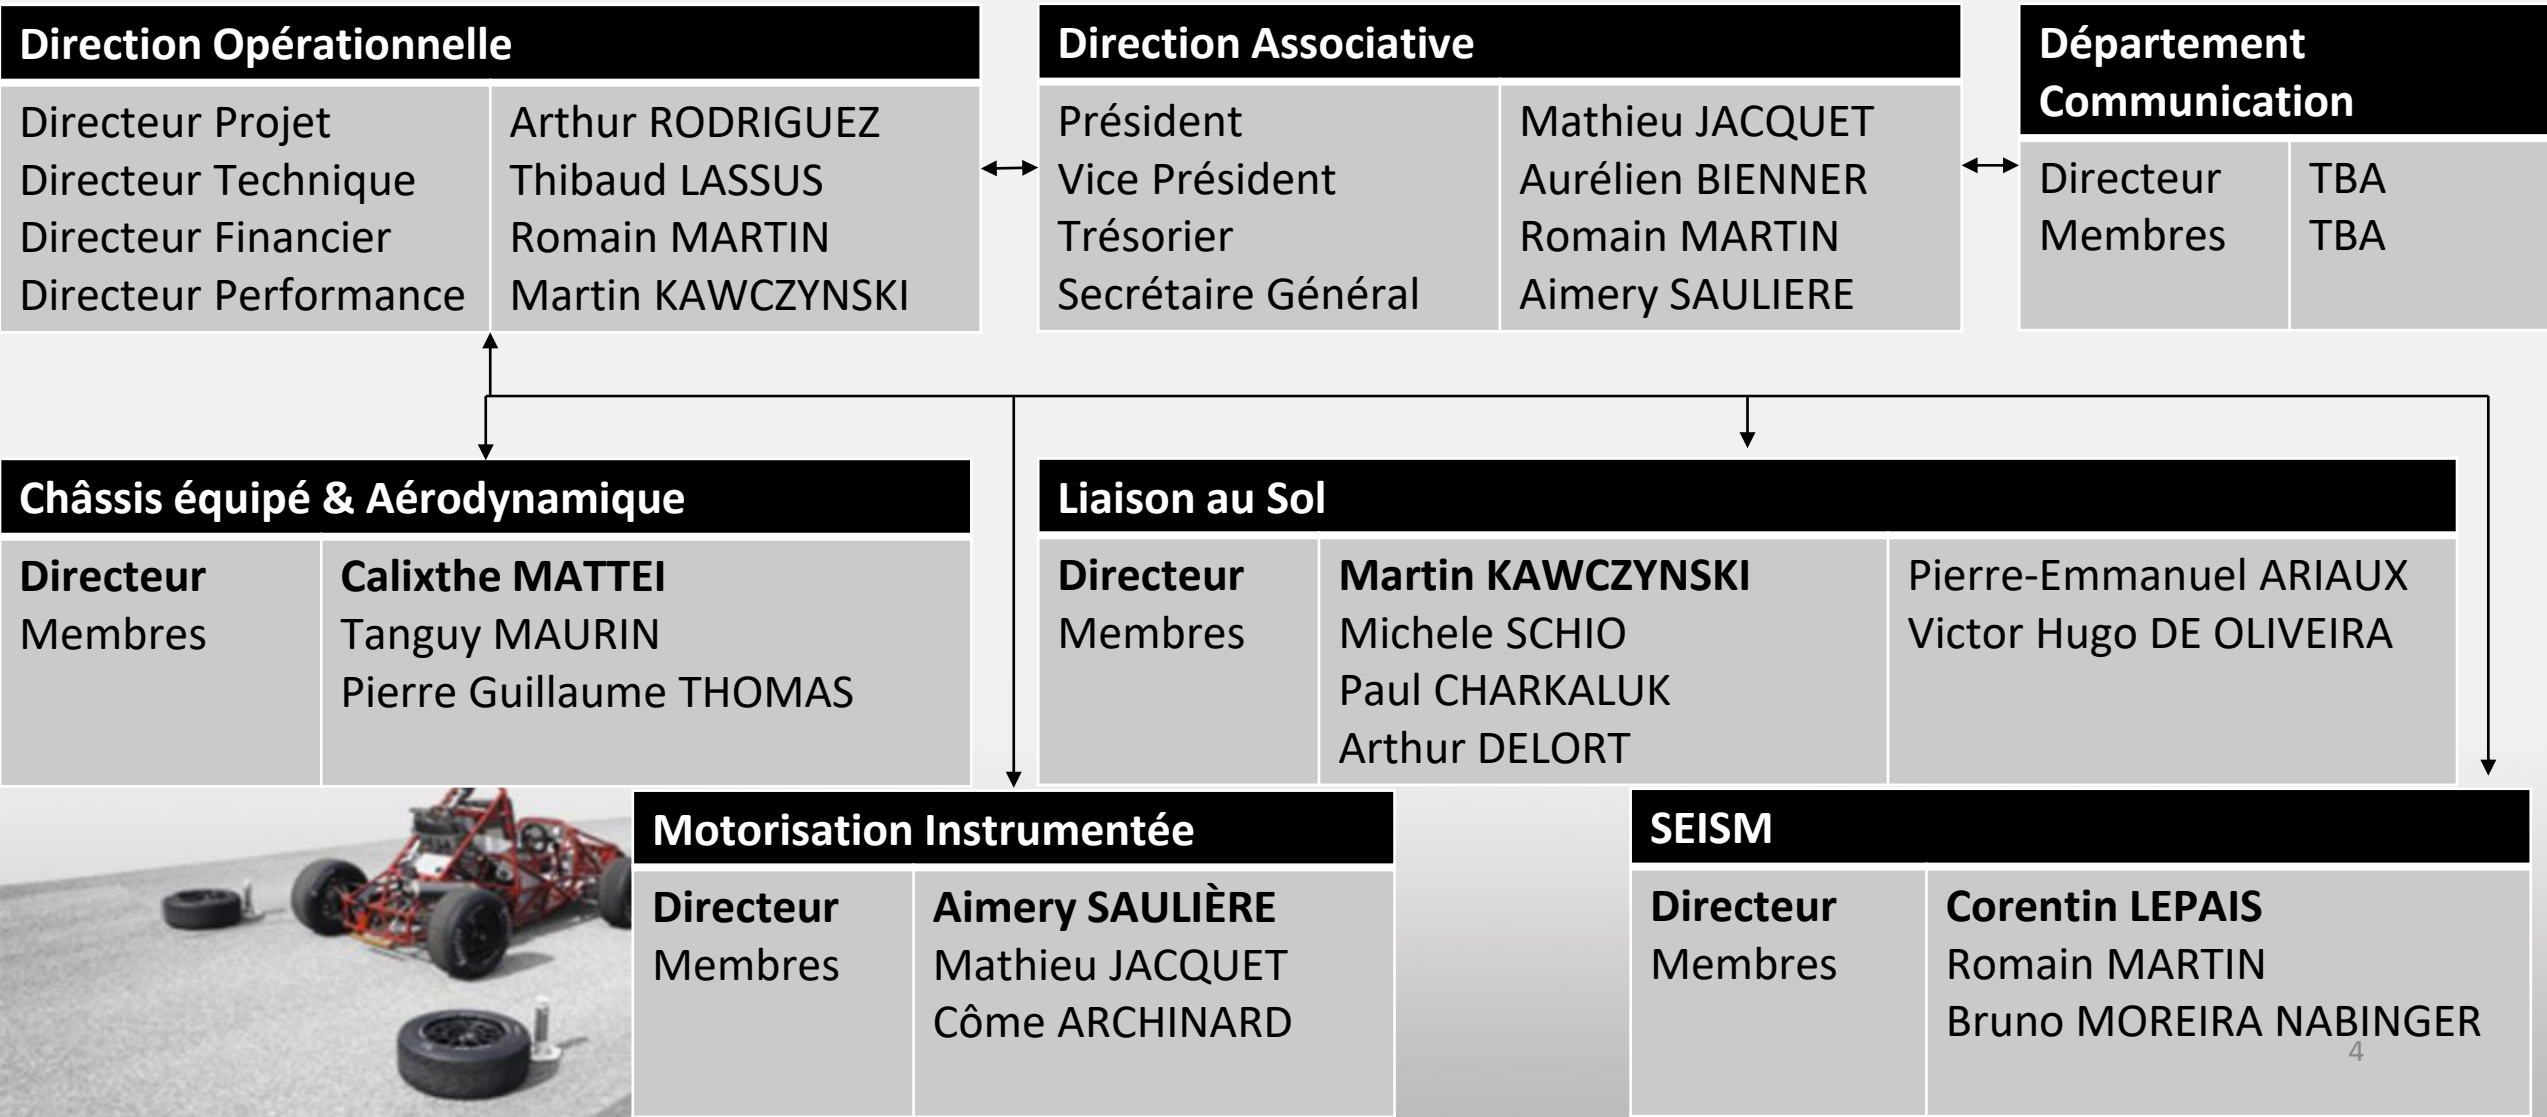 Direction Opérationnelle
Directeur Projet Arthur RODRIGUEZ
Directeur Technique Thibaud LASSUS
Directeur Financier Romain MARTIN
Directeur Performance Martin KAWCZYNSKI
Direction Associative
Président Mathieu JACQUET
Vice Président Aurélien BIENNER
Trésorier Romain MARTIN
Secrétaire Général Aimery SAULIERE
Département
Communication
Directeur TBA
Membres TBA
Châssis équipé & Aérodynamique
Directeur Calixthe MATTEI
Membres Tanguy MAURIN
Pierre Guillaume THOMAS
Liaison au Sol
Directeur Martin KAWCZYNSKI Pierre-Emmanuel ARIAUX
Membres Michele SCHIO Victor Hugo DE OLIVEIRA
Paul CHARKALUK
Arthur DELORT
Motorisation Instrumentée
Directeur Aimery SAULIÈRE
Membres Mathieu JACQUET
Côme ARCHINARD
SEISM
Directeur Corentin LEPAIS
Membres Romain MARTIN
Bruno MOREIRA NABINGER
4